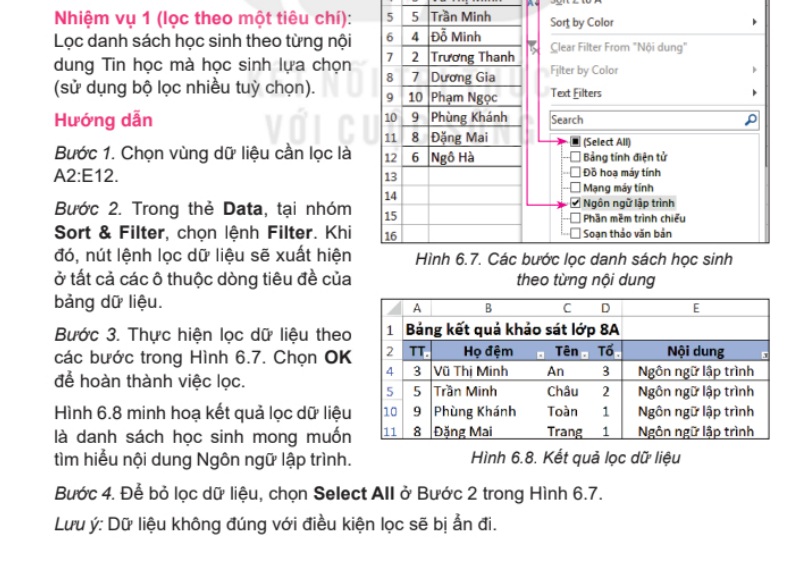 Nhiệm vụ 1 (lọc theo một tiêu chí):
Lọc danh sách học sinh theo từng nội
dung Tin học mà học sinh lựa chọn
(sử dụng bộ lọc nhiều tuỳ chọn).
Hướng dẫn
Bước 1. Chọn vùng dữ liệu cần lọc là
A2:E12.
Bước 2. Trong thẻ Data, tại nhóm
Sort & Filter, chọn lệnh Filter. Khi
đó, nút lệnh lọc dữ liệu sẽ xuất hiện
ở tất cả các ô thuộc dòng tiêu đề của
bảng dữ liệu.
Bước 3. Thực hiện lọc dữ liệu theo
các bước trong Hình 6.7. Chọn OK
để hoàn thành việc lọc.
Hình 6.8 minh hoạ kết quả lọc dữ liệu
là danh sách học sinh mong muốn
tìm hiểu nội dung Ngôn ngữ lập trình.
5 5 Trần Minh
6 4 Đỗ Minh
7 2 Trương Thanh
8 7 Dương Gia
9 10 Phạm Ngọc
10 9 Phùng Khánh
11 8 Đặng Mai
12 6 Ngô Hà
13
14
15
16
Sort by Color
Clear Filter From "Nội dung"
Filter by Color
Text Filters
Search
(Select All)
Bảng tính điện tử
Đồ hoạ máy tính
Mạng máy tính
Ngôn ngữ lập trình
Phần mềm trình chiếu
Soạn thảo văn bản
Hình 6.7. Các bước lọc danh sách học sinh
theo từng nội dung
A B C D E
1 Bảng kết quả khảo sát lớp 8A
2 TT Họ đệm Tên Tổ Nội dung
4 3 Vũ Thị Minh An 3 Ngôn ngữ lập trình
5 5 Trần Minh Châu 2 Ngôn ngữ lập trình
10 9 Phùng Khánh Toàn 1 Ngôn ngữ lập trình
11 8 Đặng Mai Trang 1 Ngôn ngữ lập trình
Hình 6.8. Kết quả lọc dữ liệu
Bước 4. Để bỏ lọc dữ liệu, chọn Select All ở Bước 2 trong Hình 6.7.
Lưu ý: Dữ liệu không đúng với điều kiện lọc sẽ bị ẩn đi.